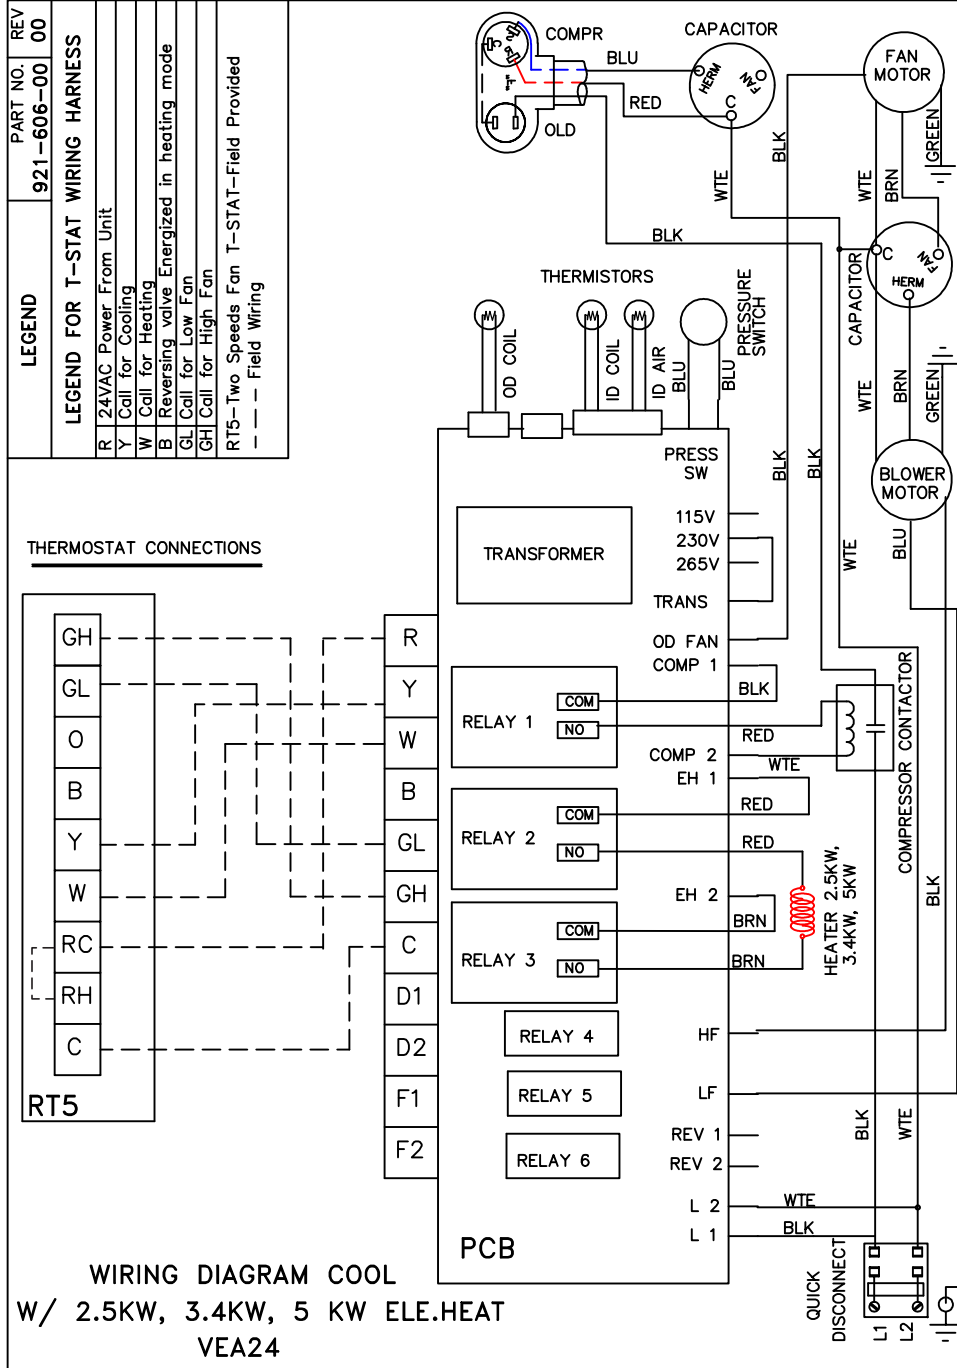 LEGEND
PART NO.
REV
921-606-00
00
LEGEND FOR T-STAT WIRING HARNESS
R 24VAC Power From Unit
Y Call for Cooling
W Call for Heating
B Reversing valve Energized in heating mode
GL Call for Low Fan
GH Call for High Fan
RT5-Two Speeds Fan T-STAT-Field Provided
Field Wiring
COMPR
S
C
R
"F"
OLD
BLU
RED
CAPACITOR
HERM
FAN
C
WTE
BLK
BLK
FAN
MOTOR
WTE
BRN
GREEN
CAPACITOR
C
FAN
HERM
WTE
BRN
GREEN
BLOWER
MOTOR
BLU
WTE
BLK
BLK
THERMISTORS
OD COIL
ID COIL
ID AIR
BLU
BLU
PRESSURE
SWITCH
PRESS
SW
115V
230V
265V
TRANS
OD FAN
COMP 1
BLK
RED
COMP 2
WTE
EH 1
RED
RED
EH 2
BRN
BRN
HF
LF
REV 1
REV 2
L 2
WTE
L 1
BLK
TRANSFORMER
RELAY 1
COM
NO
RELAY 2
COM
NO
RELAY 3
COM
NO
RELAY 4
RELAY 5
RELAY 6
PCB
COMPRESSOR CONTACTOR
HEATER 2.5KW,
3.4KW, 5KW
BLK
BLK
WTE
QUICK
DISCONNECT
L1
L2
THERMOSTAT CONNECTIONS
GH
GL
O
B
Y
W
RC
RH
C
RT5
R
Y
W
B
GL
GH
C
D1
D2
F1
F2
WIRING DIAGRAM COOL
W/ 2.5KW, 3.4KW, 5 KW ELE.HEAT
VEA24